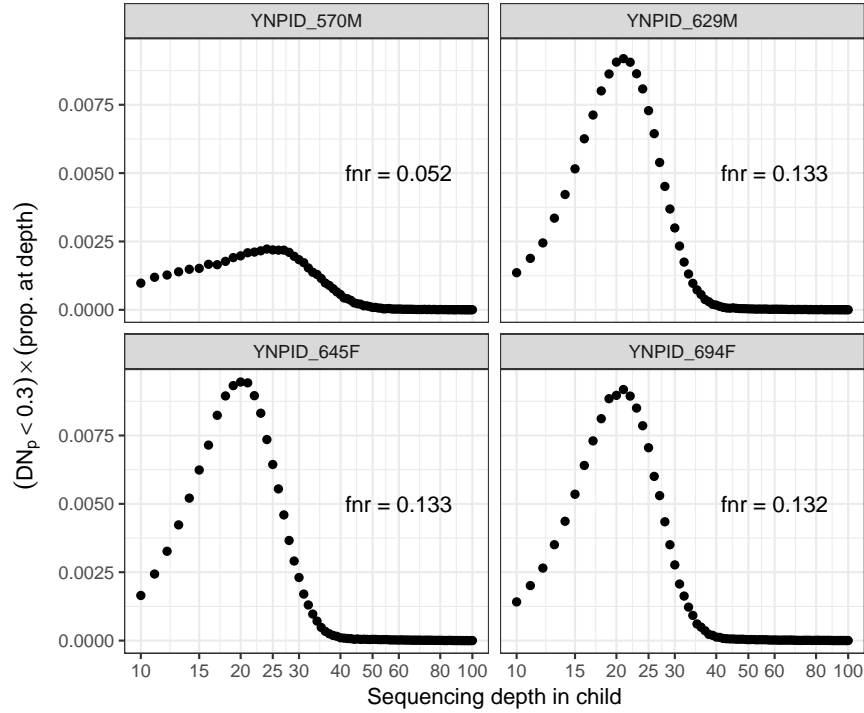 YNPID_570M YNPID_629M
0.0075
0.0050
0.0025
0.0000
fnr = 0.052 fnr = 0.133
YNPID_645F YNPID_694F
0.0075
0.0050
0.0025
0.0000
fnr = 0.133 fnr = 0.132
10 15 20 25 30 40 50 60 80 100 10 15 20 25 30 40 50 60 80 100
Sequencing depth in child
(DNₚ < 0.3) × (prop. at depth)